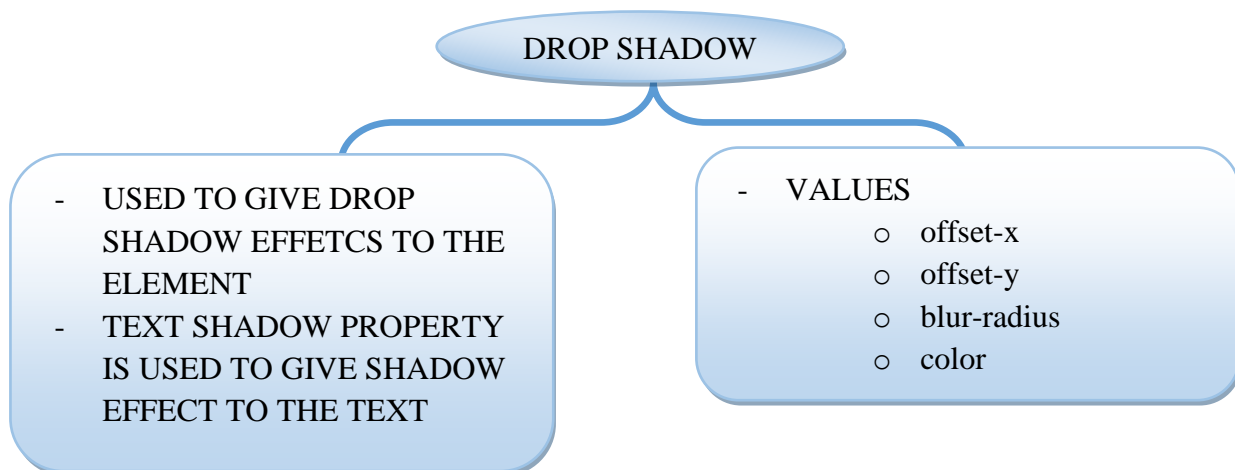 DROP SHADOW
- USED TO GIVE DROP
SHADOW EFFETCS TO THE
ELEMENT
- TEXT SHADOW PROPERTY
IS USED TO GIVE SHADOW
EFFECT TO THE TEXT
- VALUES
o offset-x
o offset-y
o blur-radius
o color